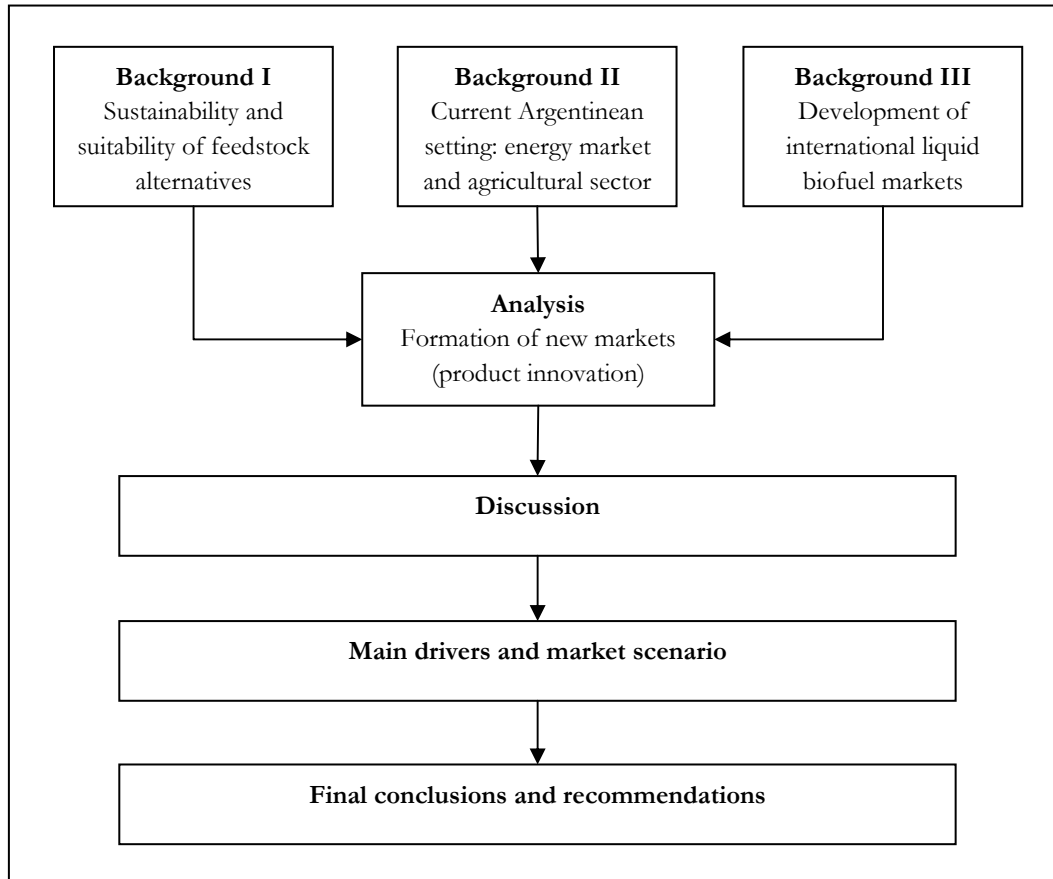 Background I
Sustainability and
suitability of feedstock
alternatives
Background II
Current Argentinean
setting: energy market
and agricultural sector
Background III
Development of
international liquid
biofuel markets
Analysis
Formation of new markets
(product innovation)
Discussion
Main drivers and market scenario
Final conclusions and recommendations